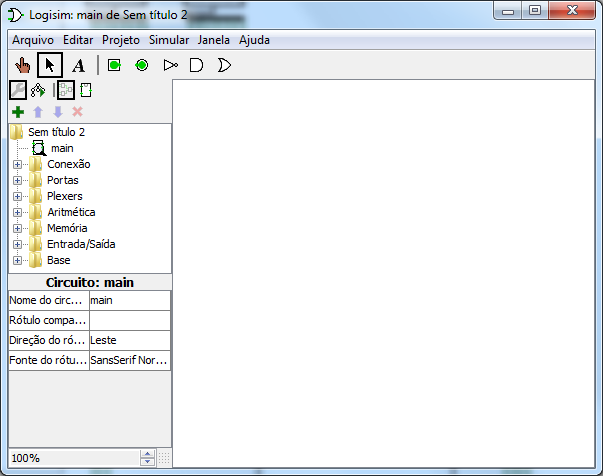 Logisim: main de Sem título 2
Arquivo Editar Projeto Simular Janela Ajuda
A
Sem título 2
main
Conexão
Portas
Plexers
Aritmética
Memória
Entrada/Saída
Base
Circuito: main
Nome do circ... main
Rótulo compa...
Direção do ró... Leste
Fonte do rótu... SansSerif Nor...
100%